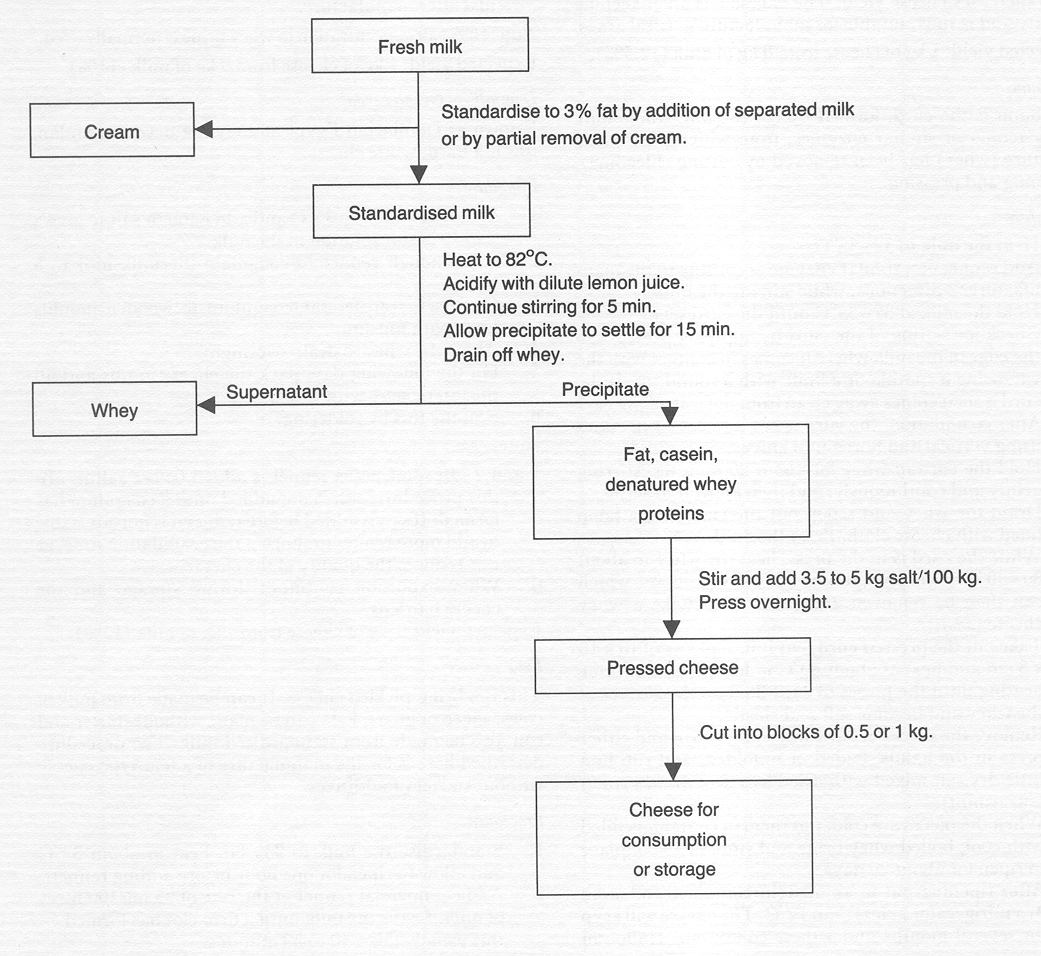 Fresh milk
Standardise to 3% fat by addition of separated milk
or by partial removal of cream.
Cream
Standardised milk
Heat to 82°C.
Acidify with dilute lemon juice.
Continue stirring for 5 min.
Allow precipitate to settle for 15 min.
Drain off whey.
Supernatant
Precipitate
Whey
Fat, casein,
denatured whey
proteins
Stir and add 3.5 to 5 kg salt/100 kg.
Press overnight.
Pressed cheese
Cut into blocks of 0.5 or 1 kg.
Cheese for
consumption
or storage